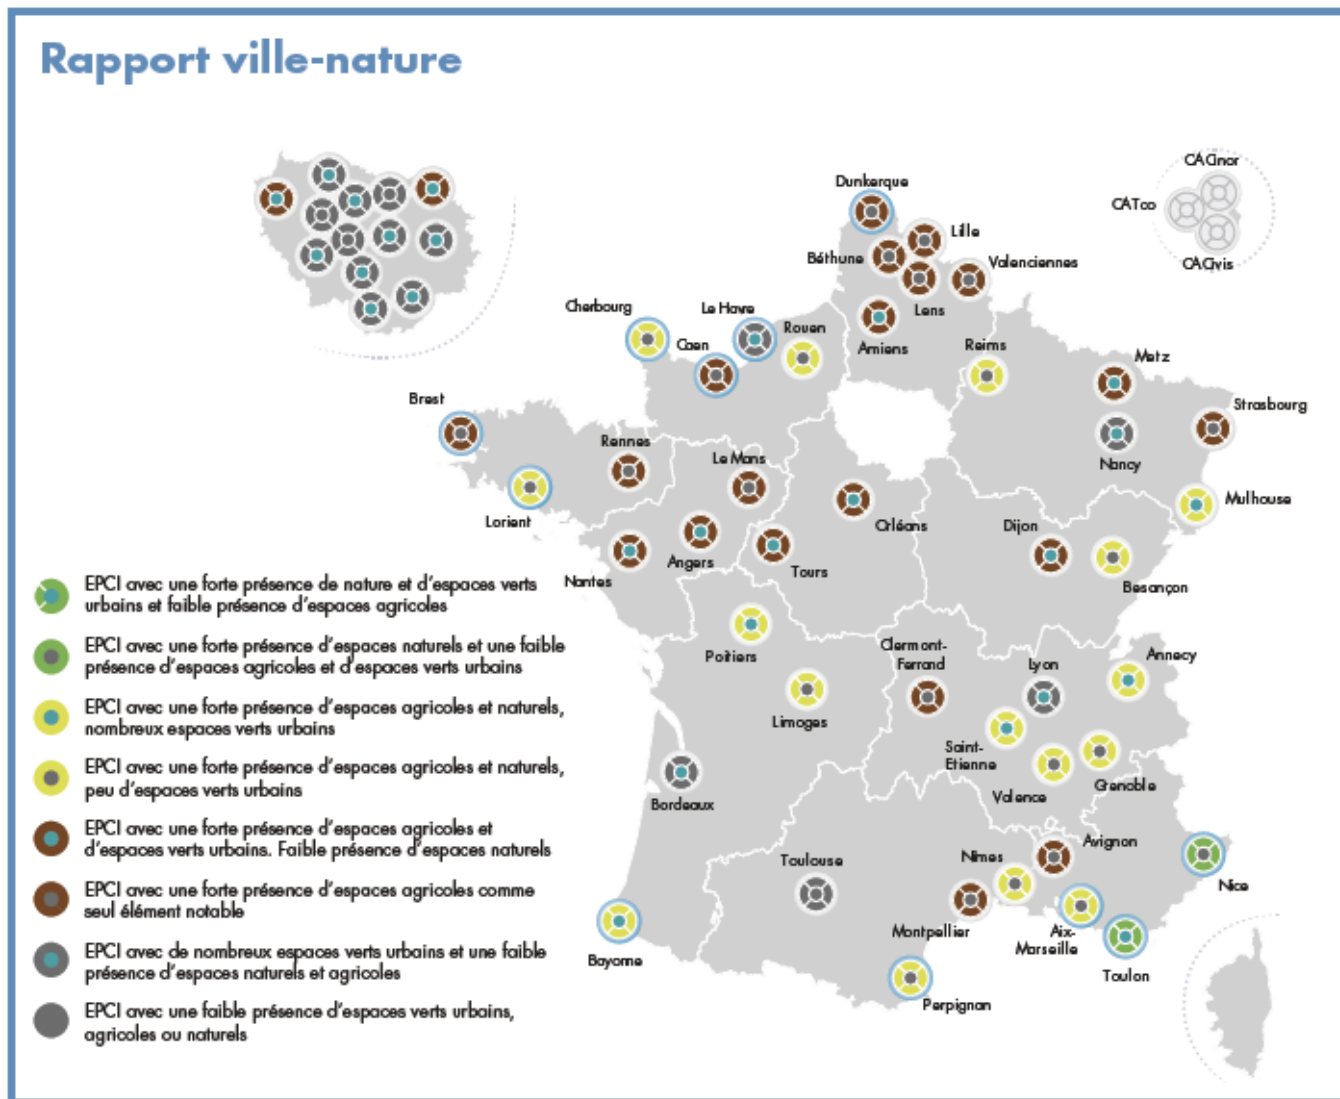 Rapport ville-nature
CACinor
CATco
CACivis
Dunkerque
Lille
Béthune
Valenciennes
Lens
Amiens
Cherbourg
Le Havre
Rouen
Caen
Reims
Metz
Strasbourg
Nancy
Mulhouse
Brest
Rennes
Le Mans
Lorient
Orléans
Dijon
Nantes
Angers
Tours
Besançon
Poitiers
Clermont-
Ferrand
Lyon
Annecy
Limoges
Saint-
Etienne
Valence
Grenoble
Bordeaux
Toulouse
Nîmes
Avignon
Nice
Montpellier
Aix-
Marseille
Toulon
Bayonne
Perpignan
EPCI avec une forte présence de nature et d'espaces verts
urbains et faible présence d'espaces agricoles
EPCI avec une forte présence d'espaces naturels et une faible
présence d'espaces agricoles et d'espaces verts urbains
EPCI avec une forte présence d'espaces agricoles et naturels,
nombreux espaces verts urbains
EPCI avec une forte présence d'espaces agricoles et naturels,
peu d'espaces verts urbains
EPCI avec une forte présence d'espaces agricoles et
d'espaces verts urbains. Faible présence d'espaces naturels
EPCI avec une forte présence d'espaces agricoles comme
seul élément notable
EPCI avec de nombreux espaces verts urbains et une faible
présence d'espaces naturels et agricoles
EPCI avec une faible présence d'espaces verts urbains,
agricoles ou naturels